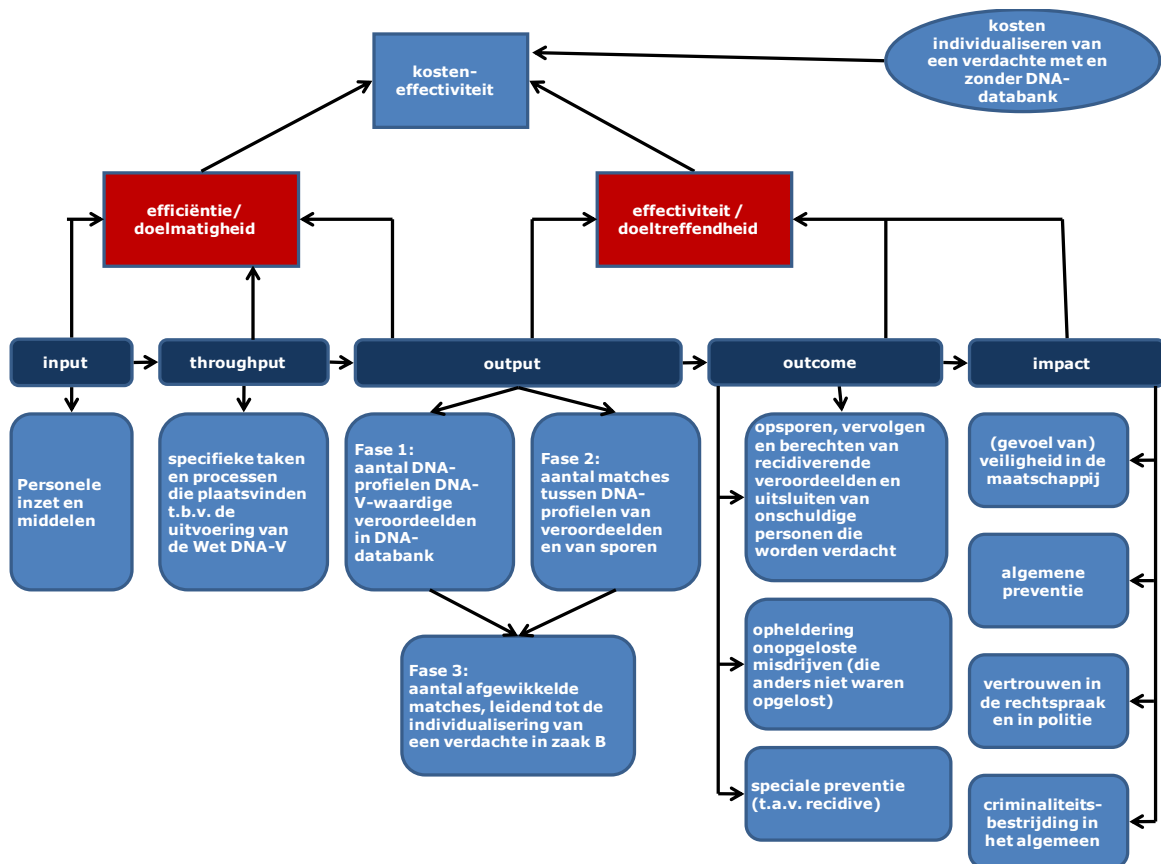 kosten
individualiseren van
een verdachte met en
zonder DNA-
databank
kosten-
effectiviteit
efficiëntie/
doelmatigheid
effectiviteit /
doeltreffendheid
input
throughput
output
outcome
impact
Personele
inzet en
middelen
specifieke taken
en processen
die plaatsvinden
t.b.v. de
uitvoering van
de Wet DNA-V
Fase 1:
aantal DNA-
profielen DNA-
V-waardige
veroordeelden
in DNA-
databank
Fase 2:
aantal matches
tussen DNA-
profielen van
veroordeelden
en van sporen
Fase 3:
aantal afgewikkelde
matches, leidend tot de
individualisering van
een verdachte in zaak B
opsporen, vervolgen
en berechten van
recidiverende
veroordeelden en
uitsluiten van
onschuldige
personen die
worden verdacht
opheldering
onopgeloste
misdrijven (die
anders niet waren
opgelost)
speciale preventie
(t.a.v. recidive)
(gevoel van)
veiligheid in de
maatschappij
algemene
preventie
vertrouwen in
de rechtspraak
en in politie
criminaliteits-
bestrijding in
het algemeen